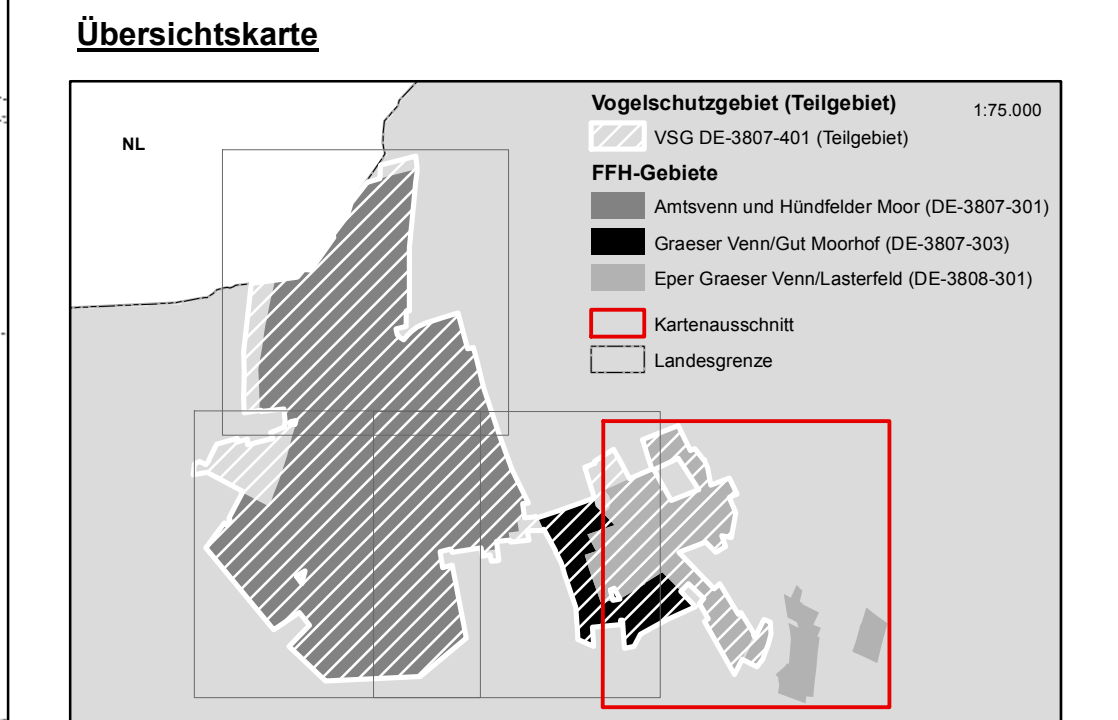 Übersichtskarte
NL
Vogelschutzgebiet (Teilgebiet)
1:75.000
VSG DE-3807-401 (Teilgebiet)
FFH-Gebiete
Amtsvenn und Hündfelder Moor (DE-3807-301)
Graeser Venn/Gut Moorhof (DE-3807-303)
Eper Graeser Venn/Lasterfeld (DE-3808-301)
Kartenausschnitt
Landesgrenze